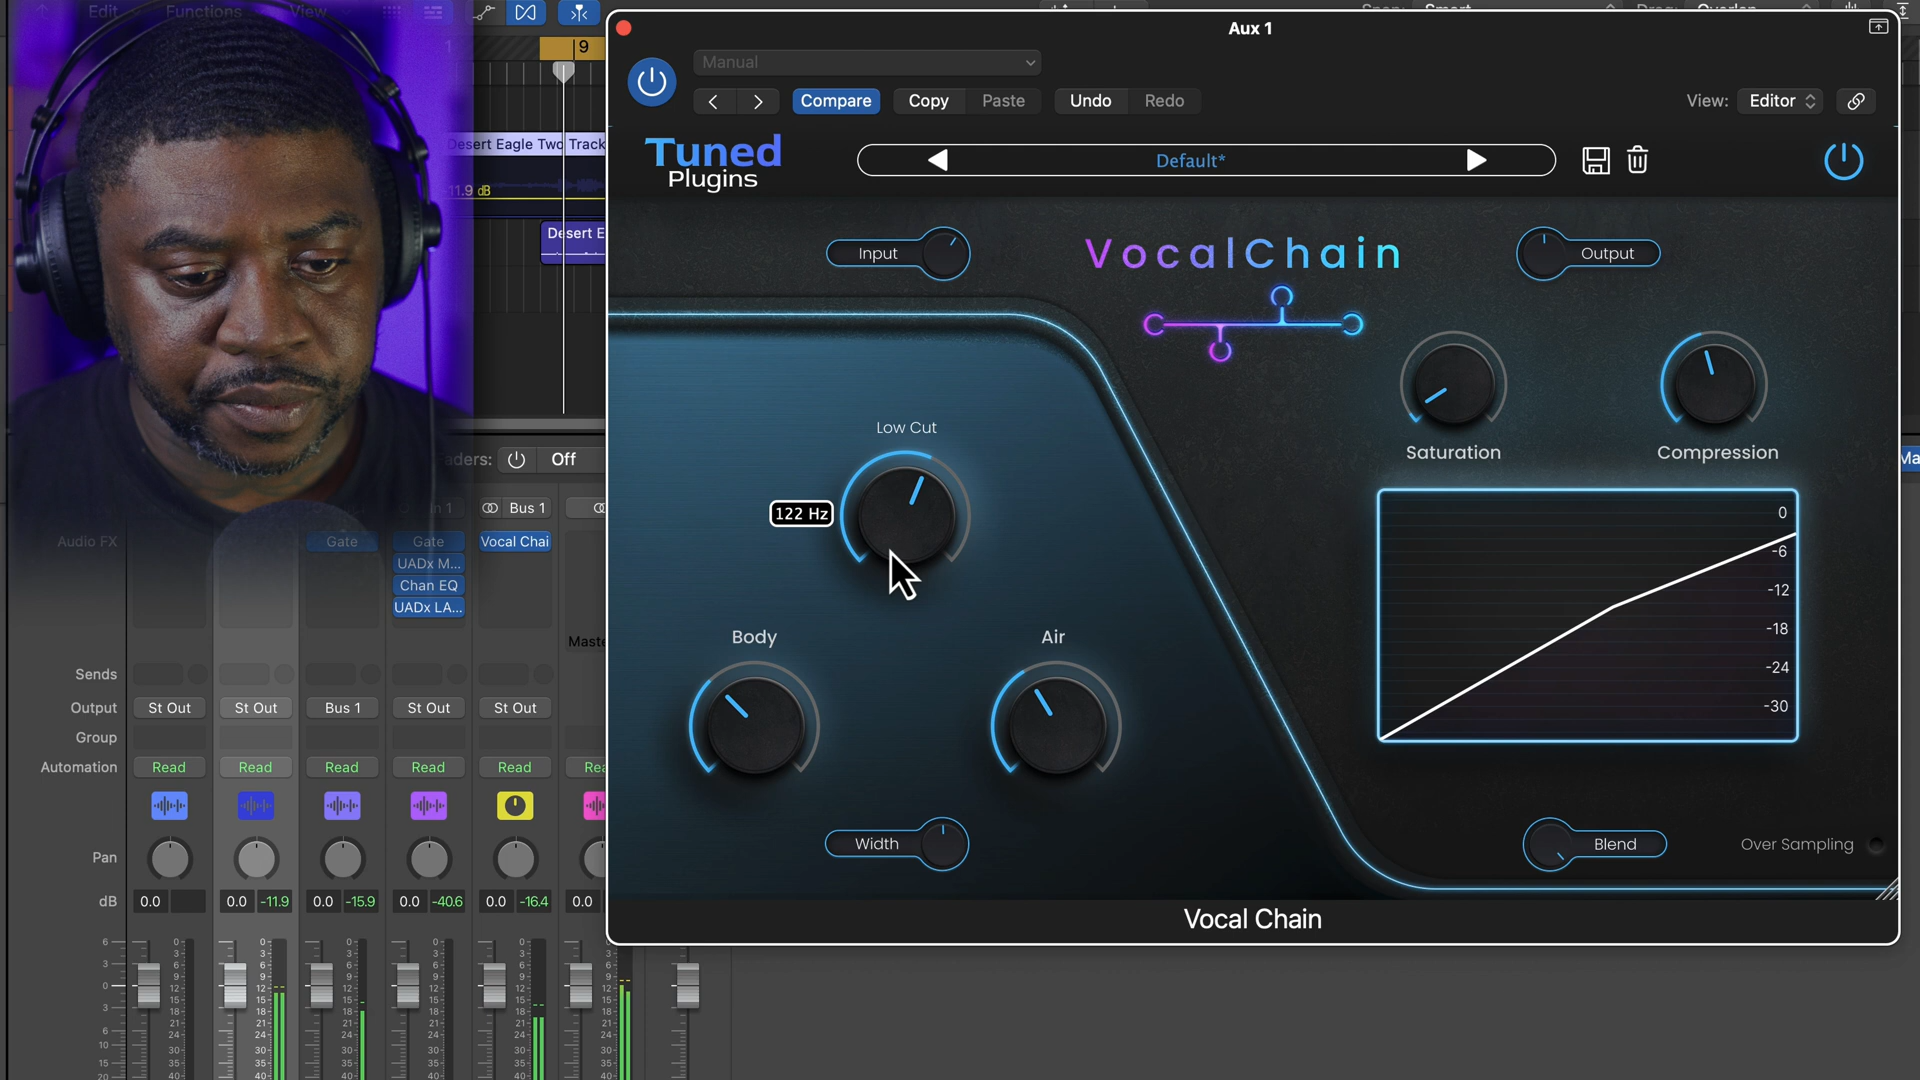 Edit
Functions
View
Snap: Smart
Drag: Overlap
9
Desert Eagle Two Track
-11.9 dB
Desert E
Aux 1
Manual
Compare
Copy
Paste
Undo
Redo
View:
Editor
Tuned
Plugins
Default*
Input
VocalChain
Output
Low Cut
122 Hz
Body
Air
Width
Saturation
Compression
0
-6
-12
-18
-24
-30
Blend
Over Sampling
Vocal Chain
Off
Bus 1
Audio FX
Gate
Gate
Vocal Chai
UADx M...
Chan EQ
UADx LA...
Sends
Output
St Out
St Out
Bus 1
St Out
St Out
Group
Automation
Read
Read
Read
Read
Read
Pan
dB
0.0
0.0
-11.9
0.0
-15.9
0.0
-40.6
0.0
-16.4
0.0